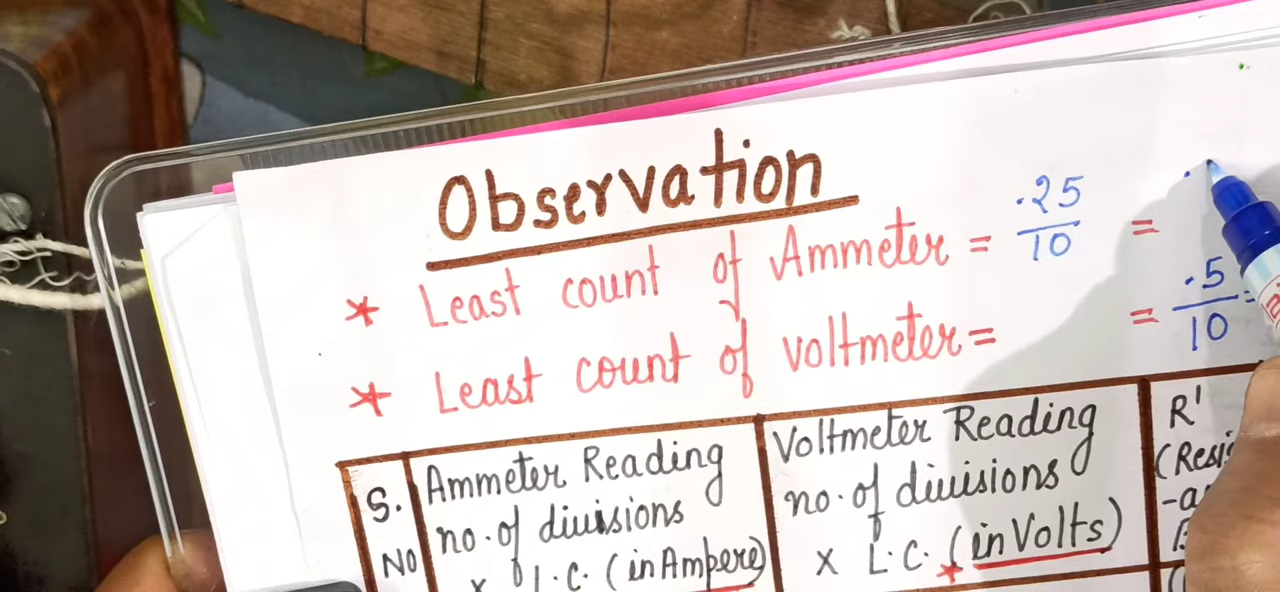 Observation
* Least count of Ammeter = .25/10 = .
* Least count of voltmeter = = .5/10 =
S. No
Ammeter Reading
no. of divisions
x L.C. (in Ampere)
Voltmeter Reading
no. of divisions
x L.C. (in Volts)
*
R'